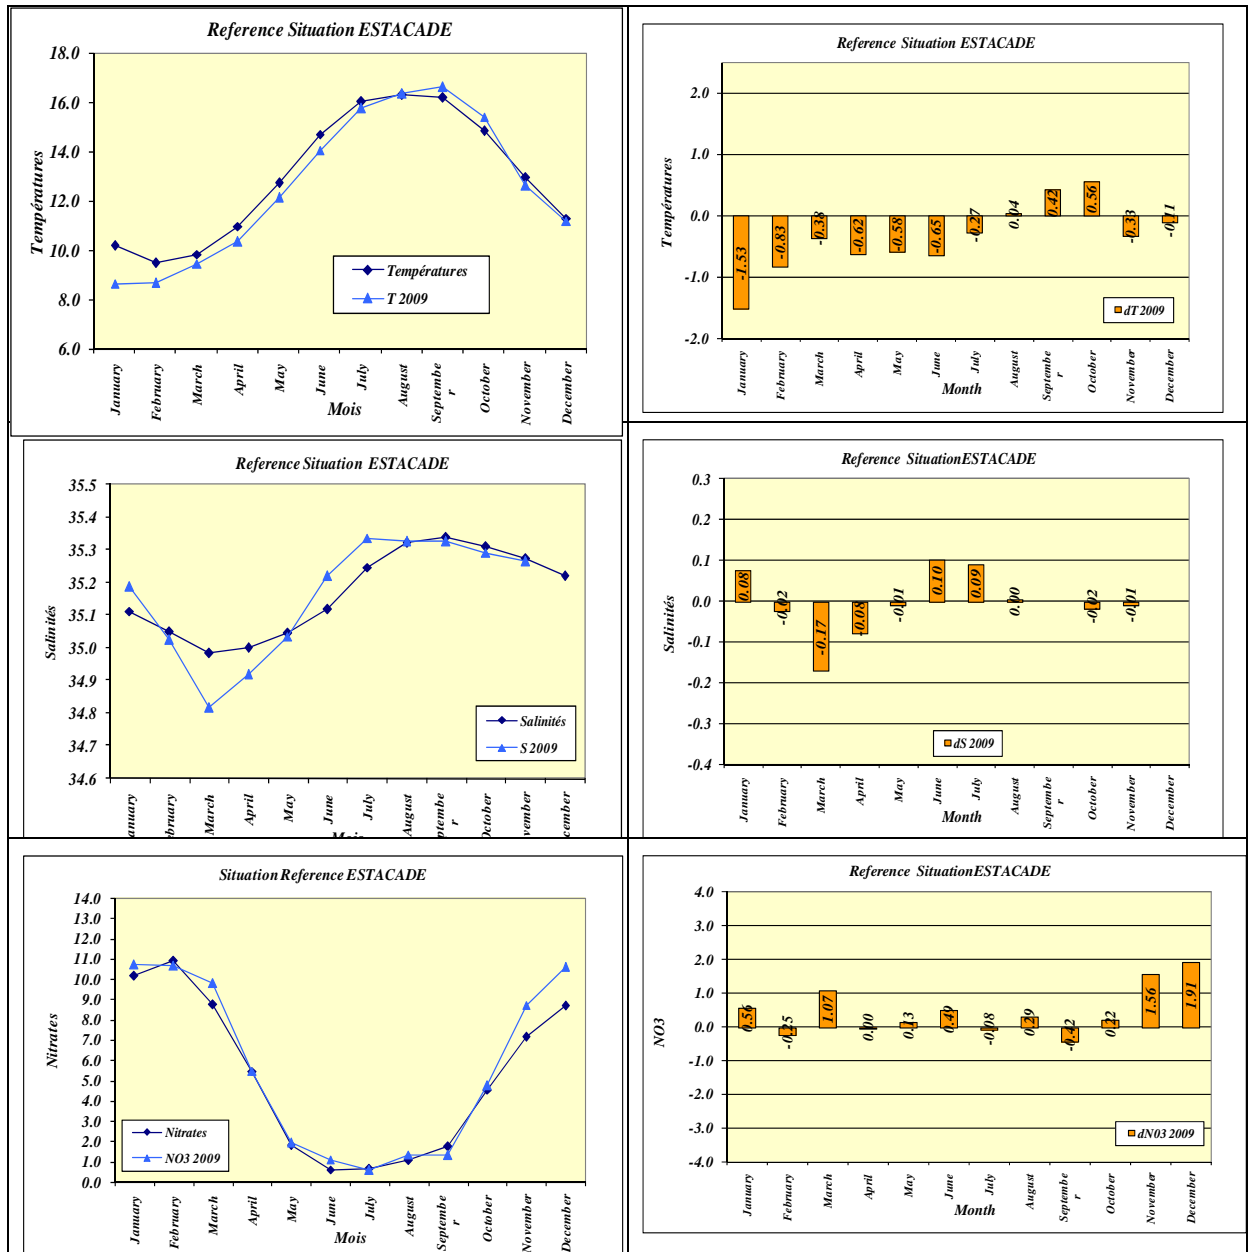 Reference Situation ESTACADE
18.0
16.0
14.0
12.0
10.0
8.0
6.0
Températures
Températures
T 2009
January
February
March
April
May
June
July
August
Septembe
r
October
November
December
Mois
Reference Situation ESTACADE
2.0
1.0
0.0
-1.0
-2.0
Températures
-1.53
-0.83
-0.38
-0.62
-0.58
-0.65
-0.27
0.04
0.42
0.56
-0.33
-0.11
dT 2009
January
February
March
April
May
June
July
August
Septembe
r
October
November
December
Month
Reference Situation ESTACADE
35.5
35.4
35.3
35.2
35.1
35.0
34.9
34.8
34.7
34.6
Salinités
Salinités
S 2009
anuary
ebruary
March
April
May
June
July
August
ptembe
r
October
vember
cember
Mois
Reference SituationESTACADE
0.3
0.2
0.1
0.0
-0.1
-0.2
-0.3
-0.4
Salinités
0.08
-0.02
-0.17
-0.08
-0.01
0.10
0.09
0.00
-0.02
-0.01
dS 2009
January
February
March
April
May
June
July
August
Septembe
r
October
November
December
Month
Situation Reference ESTACADE
14.0
13.0
12.0
11.0
10.0
9.0
8.0
7.0
6.0
5.0
4.0
3.0
2.0
1.0
0.0
Nitrates
Nitrates
NO3 2009
January
February
March
April
May
June
July
August
Septembe
r
October
November
December
Mois
Reference SituationESTACADE
4.0
3.0
2.0
1.0
0.0
-1.0
-2.0
-3.0
-4.0
NO3
0.56
-0.25
1.07
0.00
0.13
0.49
-0.08
0.29
-0.42
0.22
1.56
1.91
dN03 2009
January
February
March
April
May
June
July
August
Septembe
r
October
November
December
Month